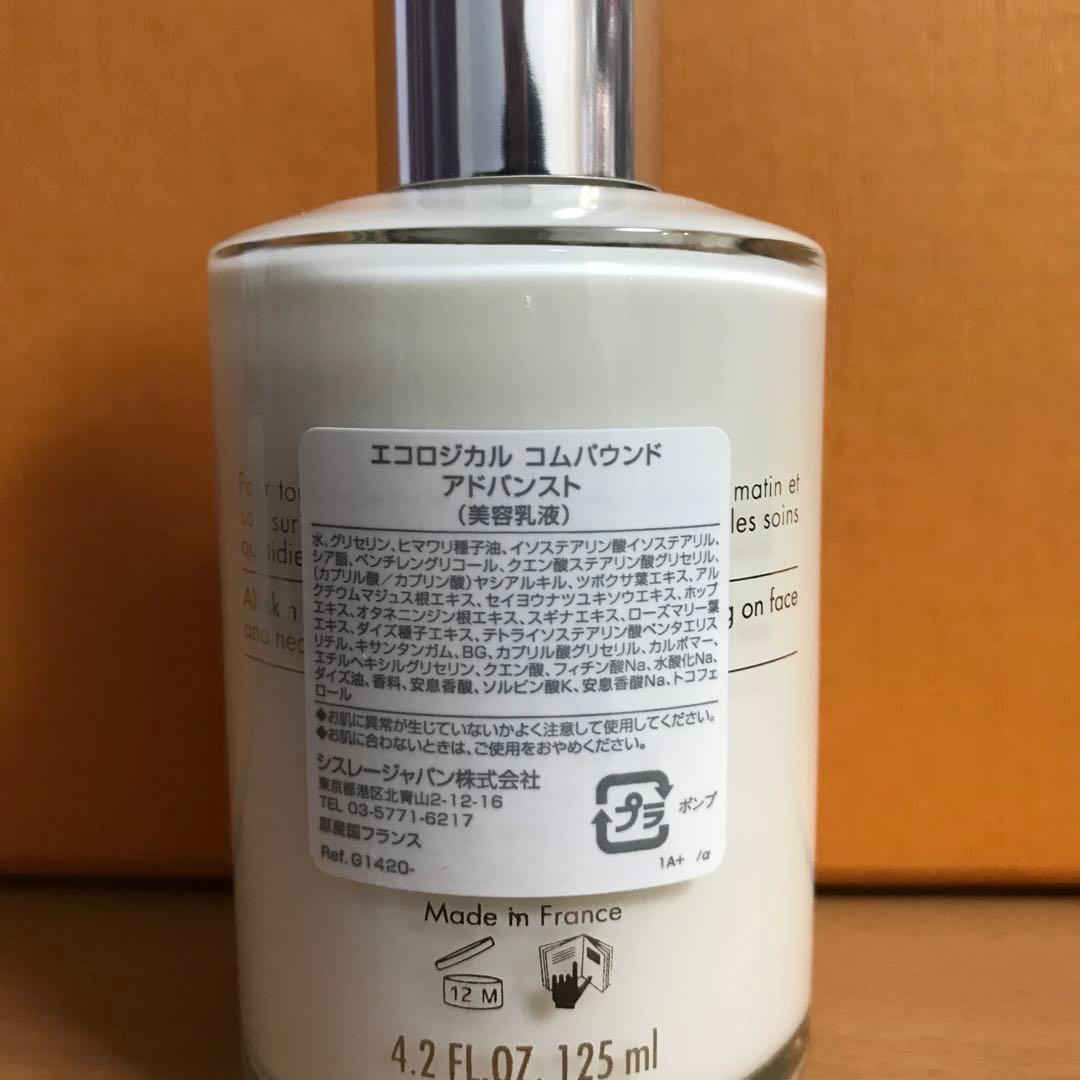 エコロジカル コムパウンド
アドバンスト
(美容乳液)
matin et
les soins
on face
水、グリセリン、ヒマワリ種子油、イソステアリン酸イソステアリル、
シア脂、ペンチレングリコール、クエン酸ステアリン酸グリセリル、
(カプリル酸/カプリン酸)ヤシアルキル、ツボクサ葉エキス、アル
クチウムマジュス根エキス、セイヨウナツユキソウエキス、ホップ
エキス、オタネニンジン根エキス、スギナエキス、ローズマリー葉
エキス、ダイズ種子エキス、テトライソステアリン酸ペンタエリス
リチル、キサンタンガム、BG、カプリル酸グリセリル、カルボマー、
エチルヘキシルグリセリン、クエン酸、フィチン酸Na、水酸化Na、
ダイズ油、香料、安息香酸、ソルビン酸K、安息香酸Na、トコフェ
ロール
◆お肌に異常が生じていないかよく注意して使用してください。
◆お肌に合わないときは、ご使用をおやめください。
シスレージャパン株式会社
東京都港区北青山2-12-16
TEL 03-5771-6217
原産国フランス
Ref.G1420-
プラ
ポンプ
1A+ /α
Made in France
12 M
4.2 FL.OZ. 125 ml